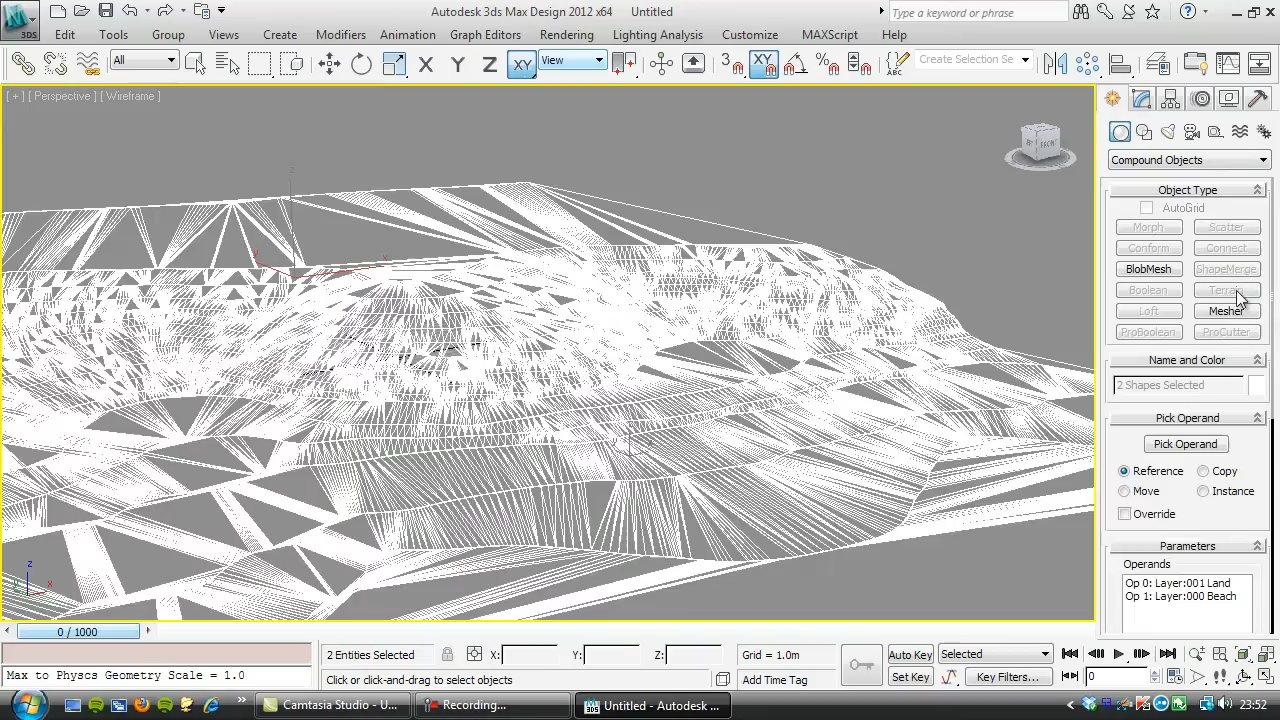 Autodesk 3ds Max Design 2012 x64 Untitled
Type a keyword or phrase
3DS
Edit Tools Group Views Create Modifiers Animation Graph Editors Rendering Lighting Analysis Customize MAXScript Help
All
X Y Z XY
View
3
XY
%
ABC
Create Selection Se
[ + ] [ Perspective ] [ Wireframe ]
FRONT
Compound Objects
Object Type
AutoGrid
Morph Scatter
Conform Connect
BlobMesh ShapeMerge
Boolean Terrain
Loft Mesher
ProBoolean ProCutter
Name and Color
2 Shapes Selected
Pick Operand
Pick Operand
Reference Copy
Move Instance
Override
Parameters
Operands
Op 0: Layer:001 Land
Op 1: Layer:000 Beach
z
x
y
x
z
x
0 / 1000
2 Entities Selected X: Y: Z: Grid = 1.0m Auto Key Selected
Max to Physcs Geometry Scale = 1.0 Click or click-and-drag to select objects Add Time Tag Set Key Key Filters... 0
Camtasia Studio - U... Recording... Untitled - Autodesk ... 23:52